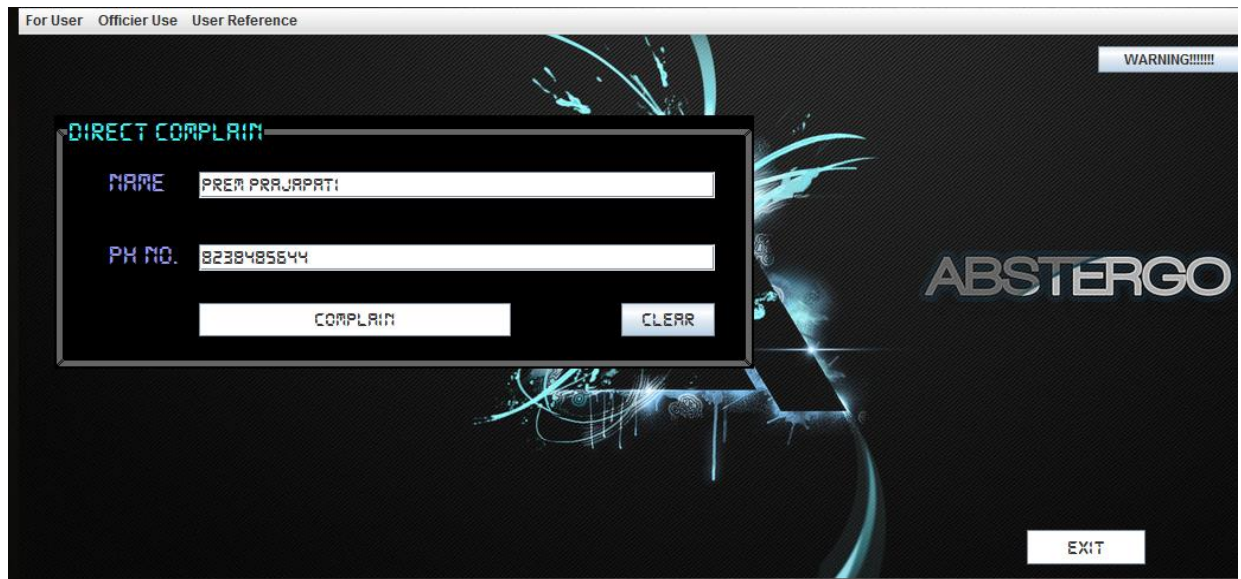 For User Officier Use User Reference
WARNING!!!!!!!
DIRECT COMPLAIN
NAME PREM PRAJAPATI
PH NO. 8238485644
ABSTERGO
COMPLAIN CLEAR
EXIT